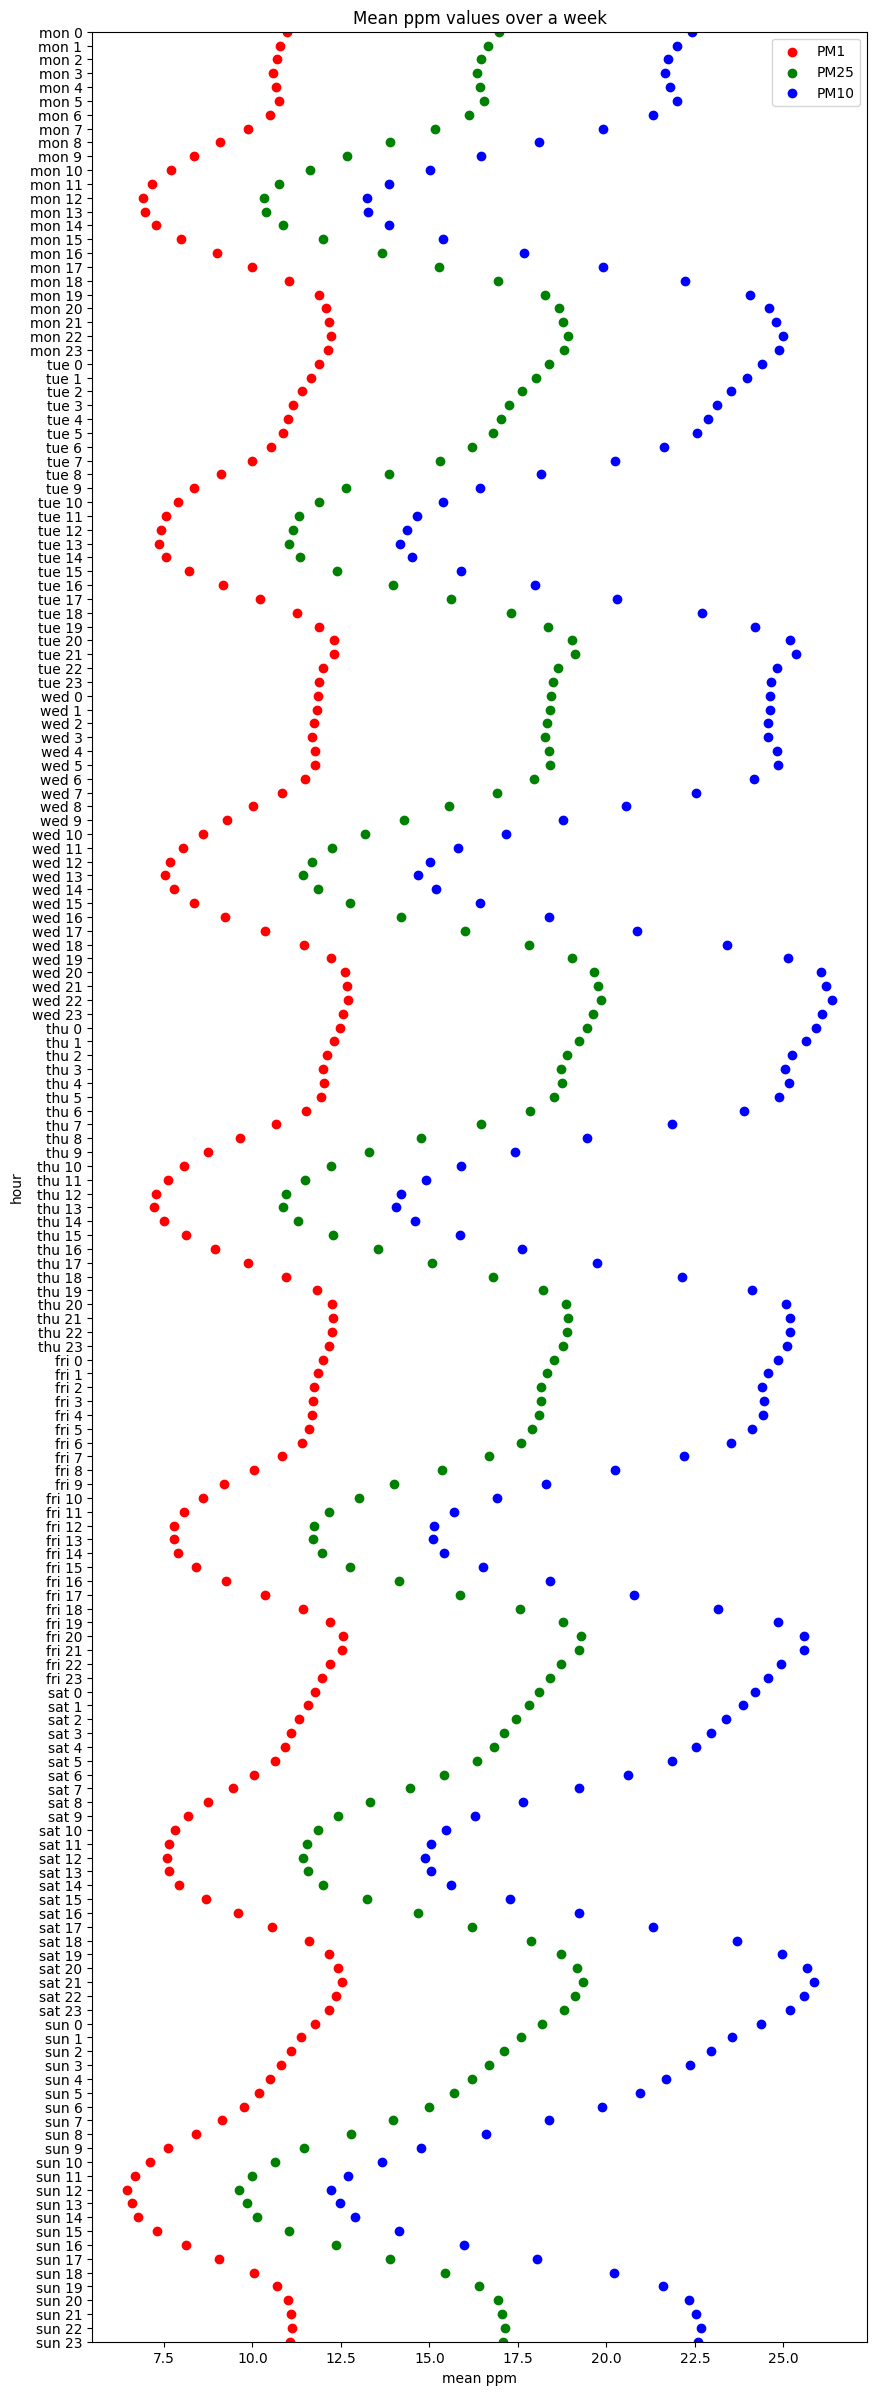 Mean ppm values over a week
PM1
PM25
PM10
hour
mon 0
mon 1
mon 2
mon 3
mon 4
mon 5
mon 6
mon 7
mon 8
mon 9
mon 10
mon 11
mon 12
mon 13
mon 14
mon 15
mon 16
mon 17
mon 18
mon 19
mon 20
mon 21
mon 22
mon 23
tue 0
tue 1
tue 2
tue 3
tue 4
tue 5
tue 6
tue 7
tue 8
tue 9
tue 10
tue 11
tue 12
tue 13
tue 14
tue 15
tue 16
tue 17
tue 18
tue 19
tue 20
tue 21
tue 22
tue 23
wed 0
wed 1
wed 2
wed 3
wed 4
wed 5
wed 6
wed 7
wed 8
wed 9
wed 10
wed 11
wed 12
wed 13
wed 14
wed 15
wed 16
wed 17
wed 18
wed 19
wed 20
wed 21
wed 22
wed 23
thu 0
thu 1
thu 2
thu 3
thu 4
thu 5
thu 6
thu 7
thu 8
thu 9
thu 10
thu 11
thu 12
thu 13
thu 14
thu 15
thu 16
thu 17
thu 18
thu 19
thu 20
thu 21
thu 22
thu 23
fri 0
fri 1
fri 2
fri 3
fri 4
fri 5
fri 6
fri 7
fri 8
fri 9
fri 10
fri 11
fri 12
fri 13
fri 14
fri 15
fri 16
fri 17
fri 18
fri 19
fri 20
fri 21
fri 22
fri 23
sat 0
sat 1
sat 2
sat 3
sat 4
sat 5
sat 6
sat 7
sat 8
sat 9
sat 10
sat 11
sat 12
sat 13
sat 14
sat 15
sat 16
sat 17
sat 18
sat 19
sat 20
sat 21
sat 22
sat 23
sun 0
sun 1
sun 2
sun 3
sun 4
sun 5
sun 6
sun 7
sun 8
sun 9
sun 10
sun 11
sun 12
sun 13
sun 14
sun 15
sun 16
sun 17
sun 18
sun 19
sun 20
sun 21
sun 22
sun 23
7.5 10.0 12.5 15.0 17.5 20.0 22.5 25.0
mean ppm